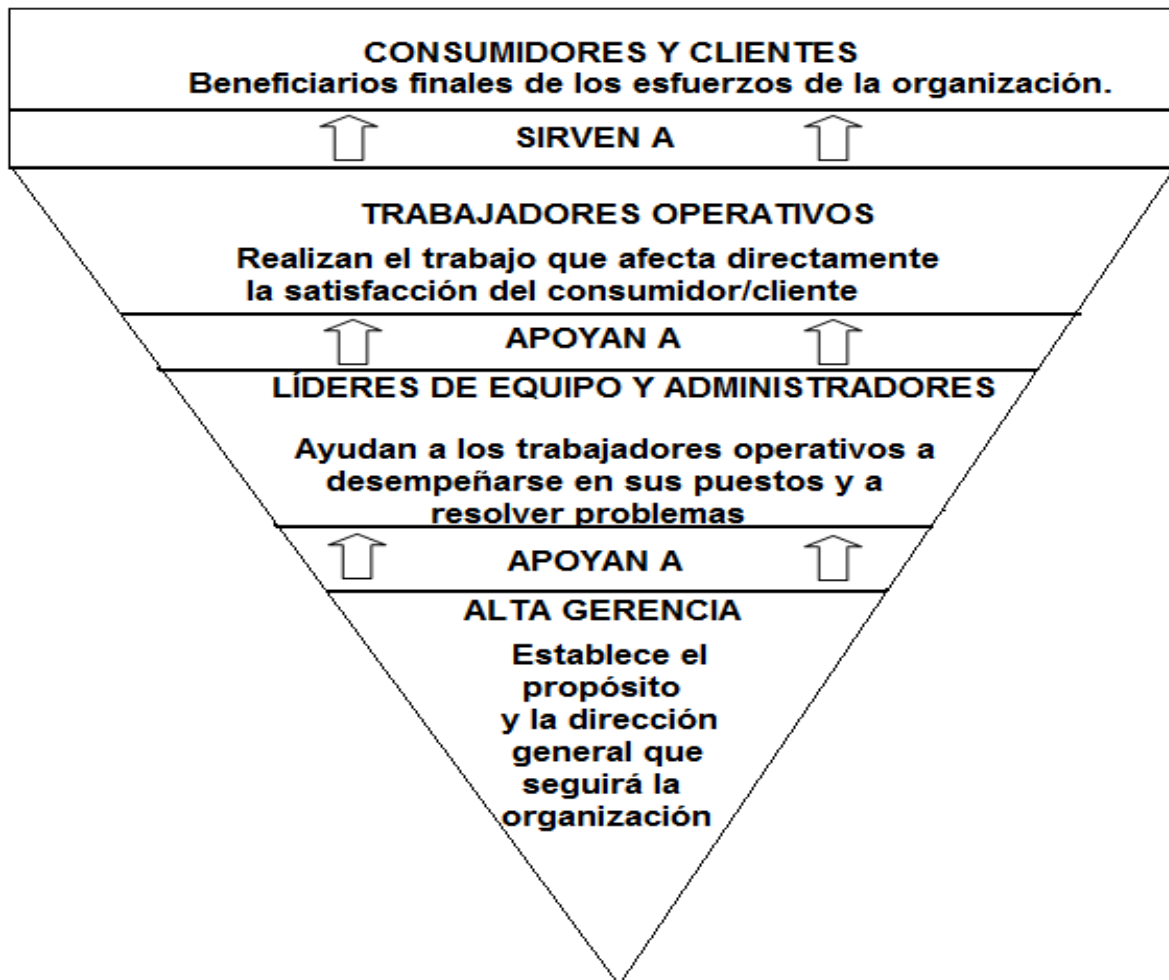 CONSUMIDORES Y CLIENTES
Beneficiarios finales de los esfuerzos de la organización.
SIRVEN A
TRABAJADORES OPERATIVOS
Realizan el trabajo que afecta directamente
la satisfacción del consumidor/cliente
APOYAN A
LÍDERES DE EQUIPO Y ADMINISTRADORES
Ayudan a los trabajadores operativos a
desempeñarse en sus puestos y a
resolver problemas
APOYAN A
ALTA GERENCIA
Establece el
propósito
y la dirección
general que
seguirá la
organización